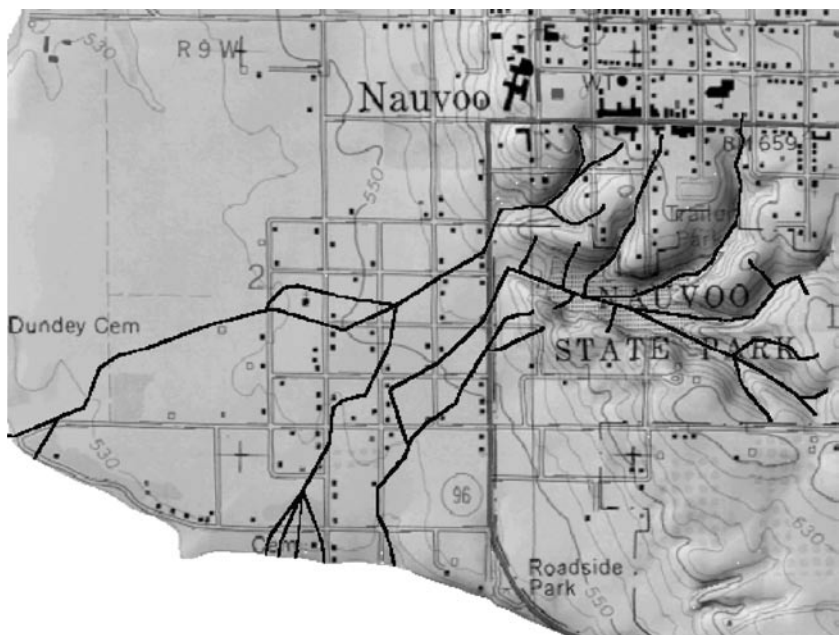 530
R 9 W
Nauvoo
W T
BM 659
550
Trailer
Park
2
NAUVOO
Dundey Cem
STATE PARK
530
96
Cem
630
Roadside
Park
550